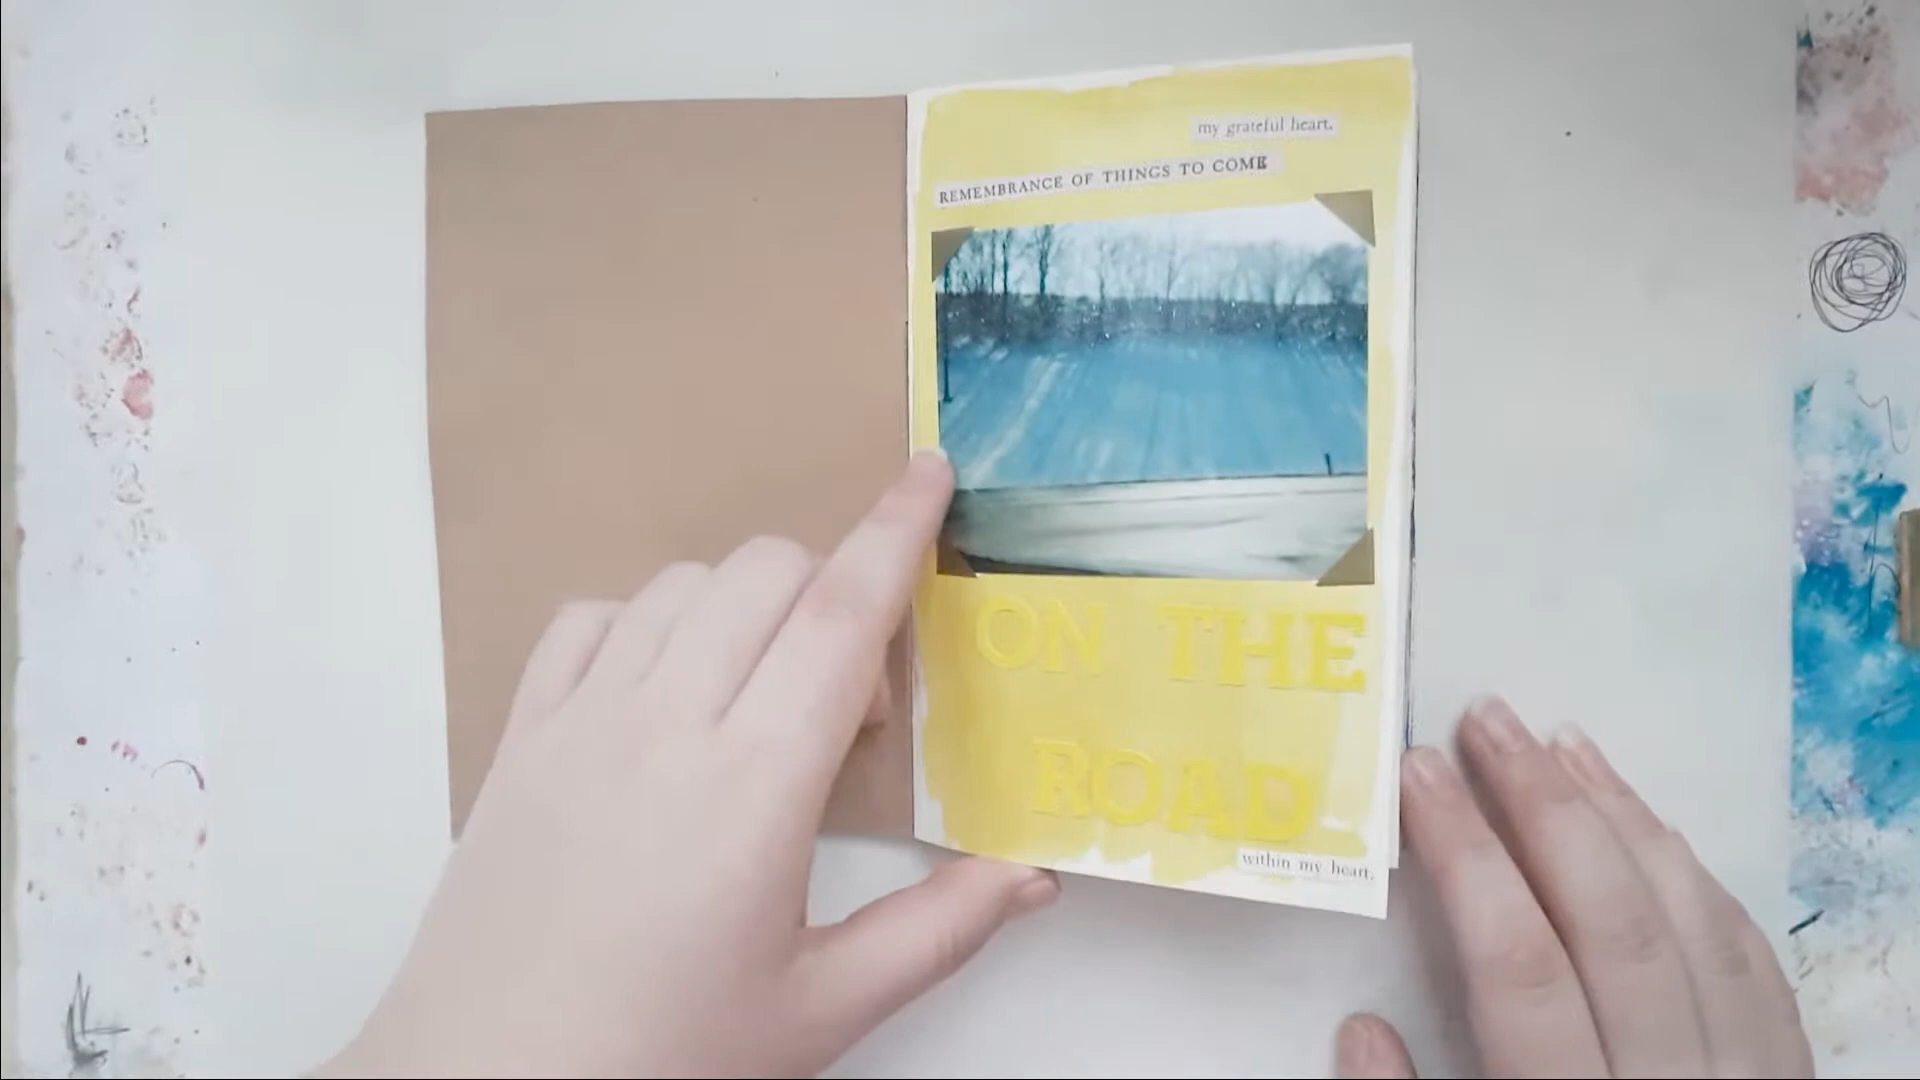 my grateful heart.
REMEMBRANCE OF THINGS TO COME
ON THE
ROAD
within my heart.